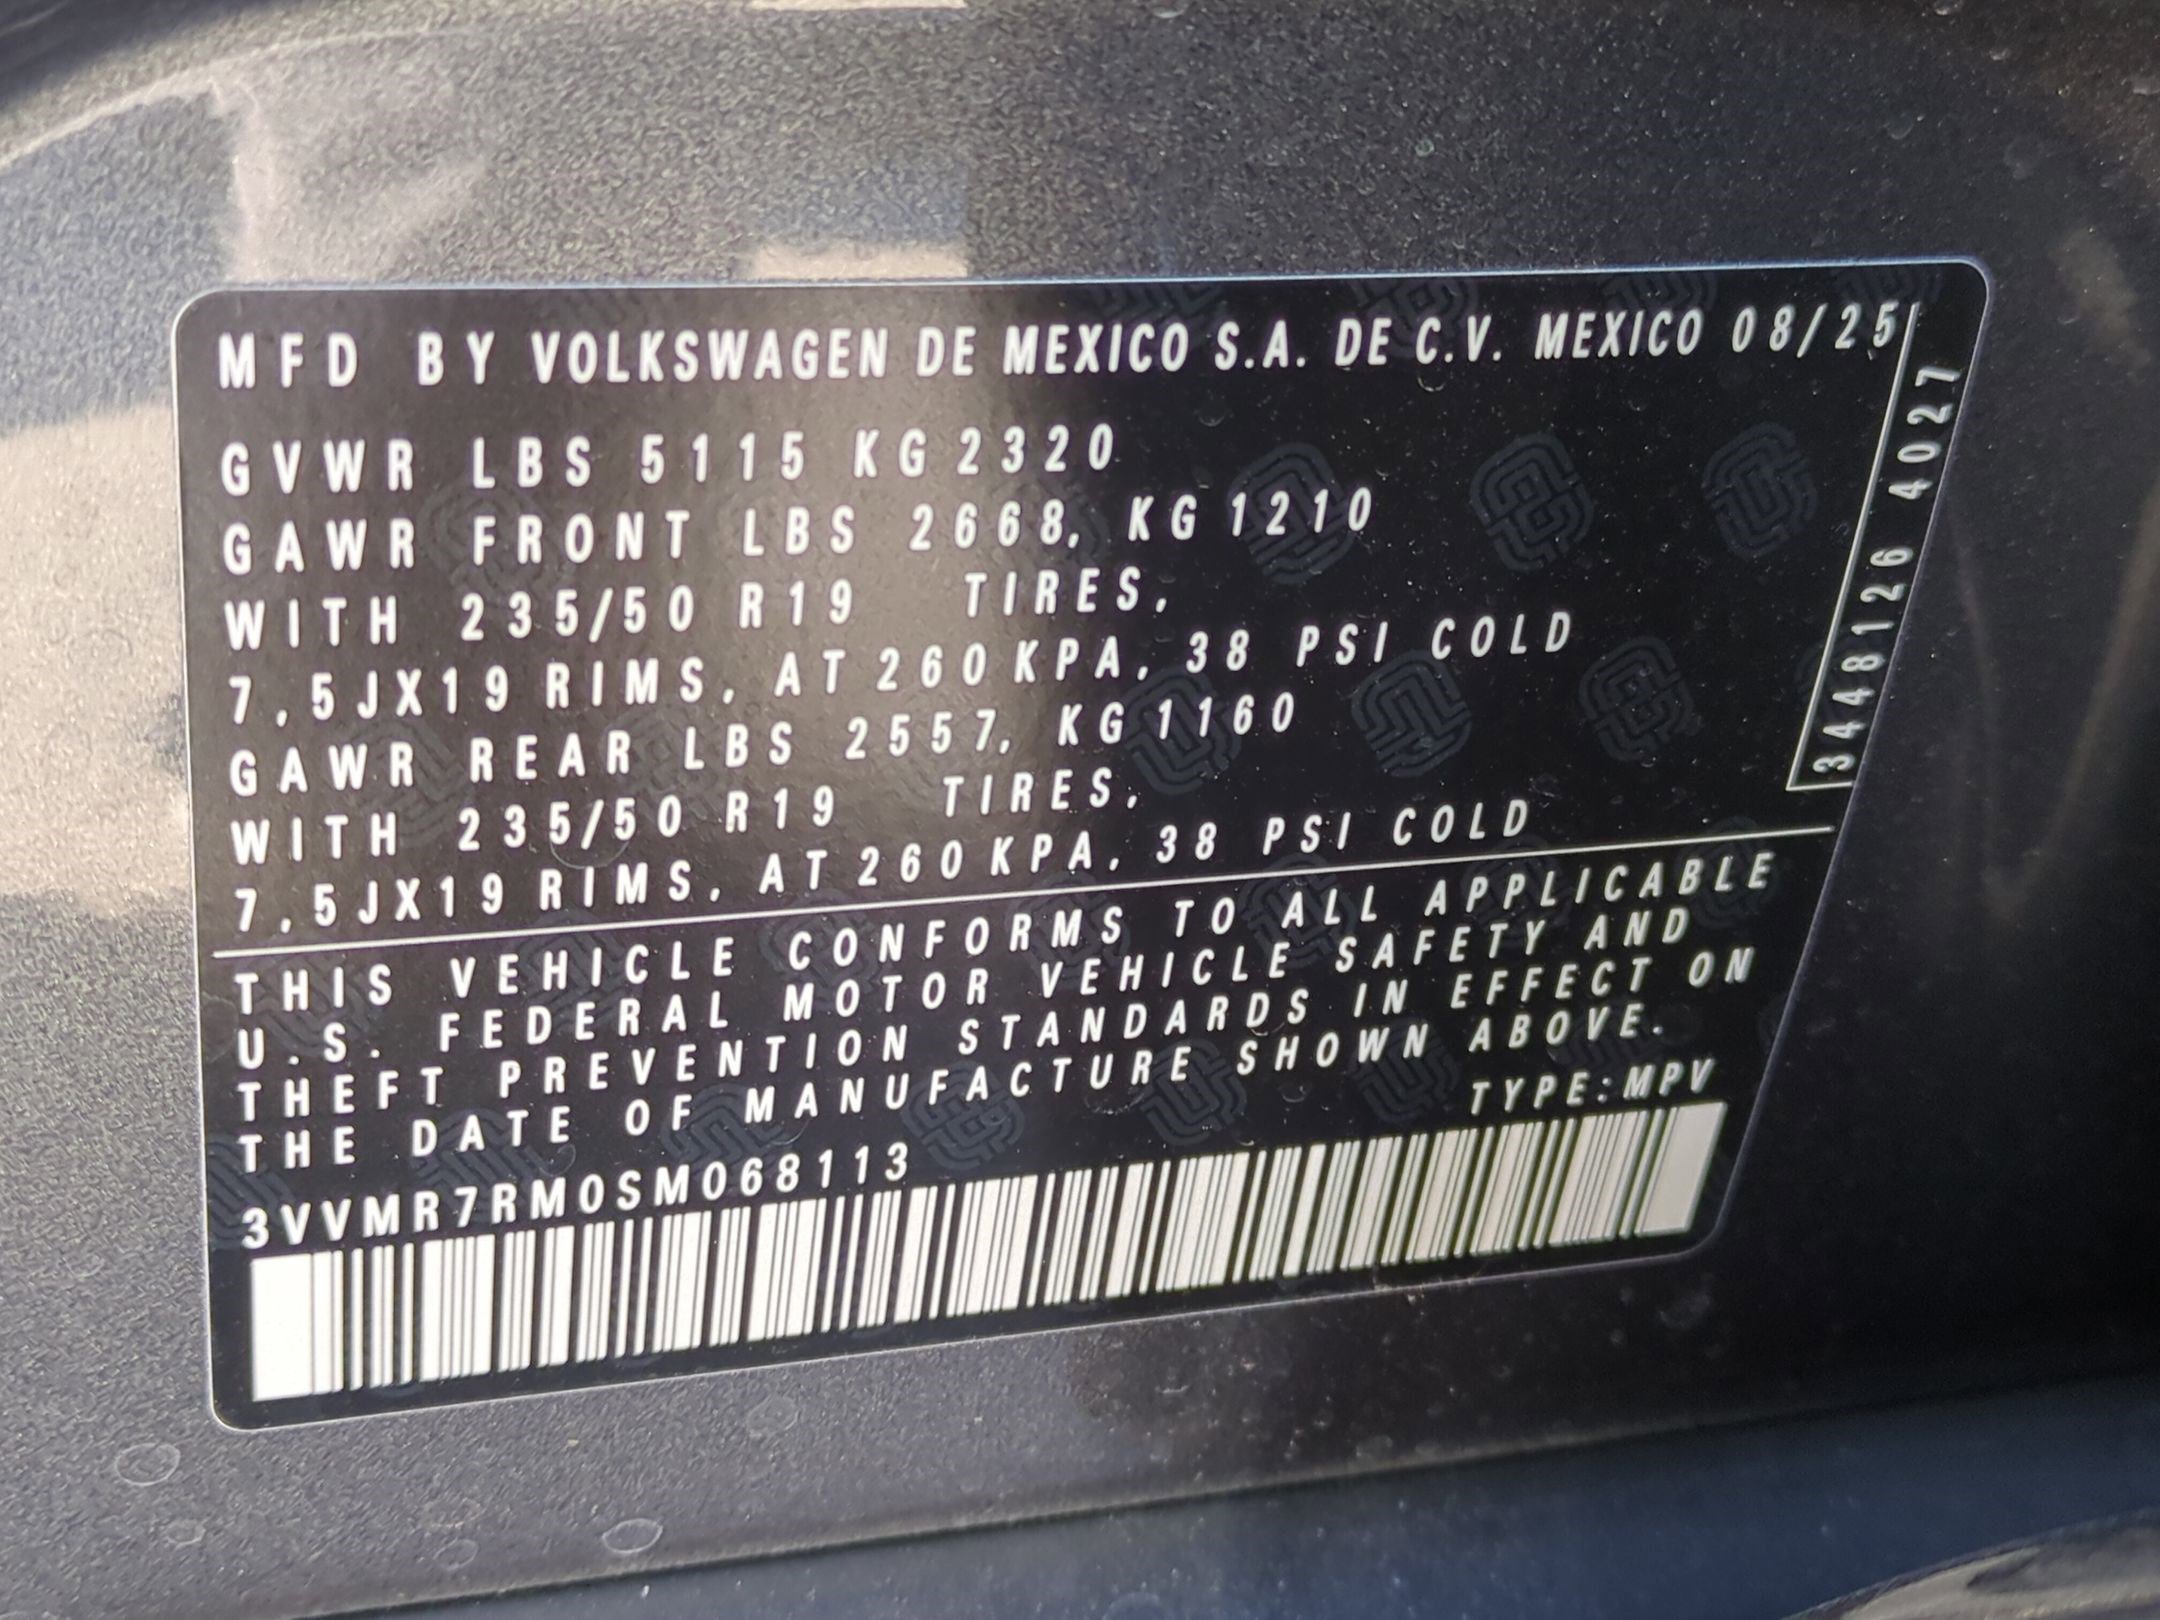 MFD BY VOLKSWAGEN DE MEXICO S.A. DE C.V. MEXICO 08/25
GVWR LBS 5115 KG 2320
GAWR FRONT LBS 2668, KG 1210
WITH 235/50 R19 TIRES,
7,5JX19 RIMS, AT 260 KPA, 38 PSI COLD
GAWR REAR LBS 2557, KG 1160
WITH 235/50 R19 TIRES,
7,5JX19 RIMS, AT 260 KPA, 38 PSI COLD
3448126 4027
THIS VEHICLE CONFORMS TO ALL APPLICABLE
U.S. FEDERAL MOTOR VEHICLE SAFETY AND
THEFT PREVENTION STANDARDS IN EFFECT ON
THE DATE OF MANUFACTURE SHOWN ABOVE.
TYPE:MPV
3VVMR7RM0SM068113